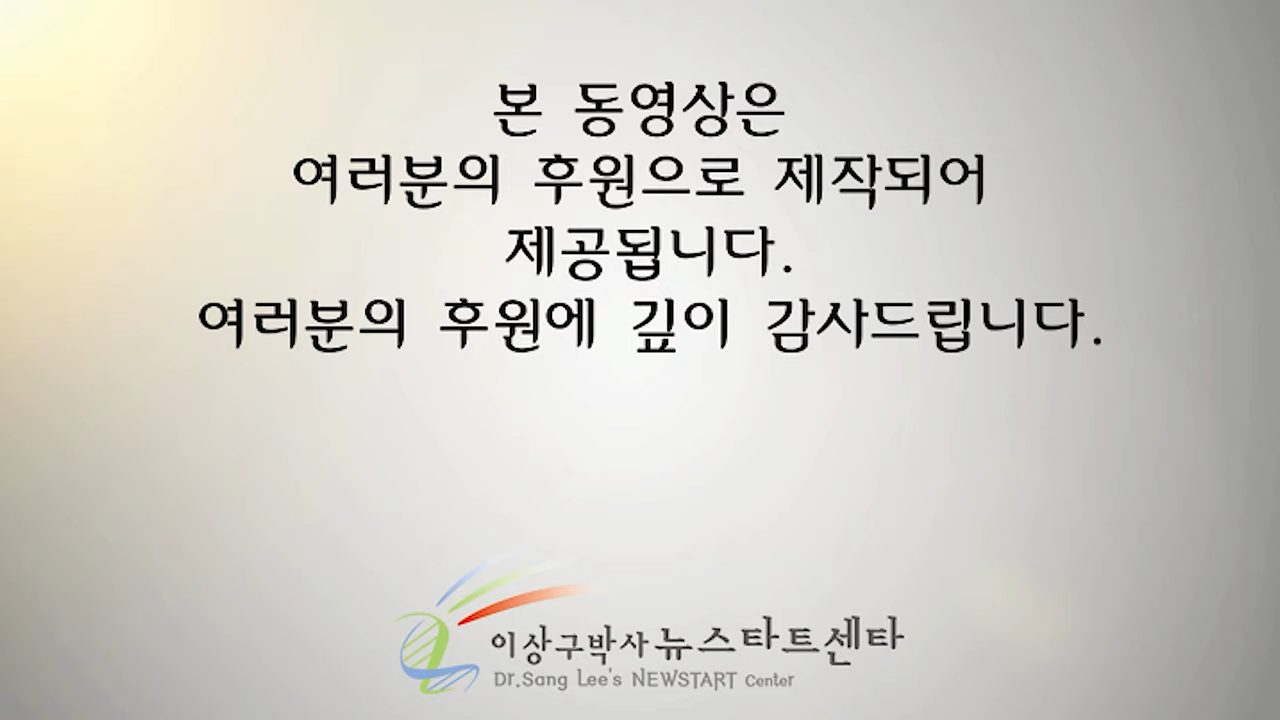 본 동영상은
여러분의 후원으로 제작되어
제공됩니다.
여러분의 후원에 깊이 감사드립니다.
이상구박사 뉴스타트센타
Dr.Sang Lee's NEWSTART Center